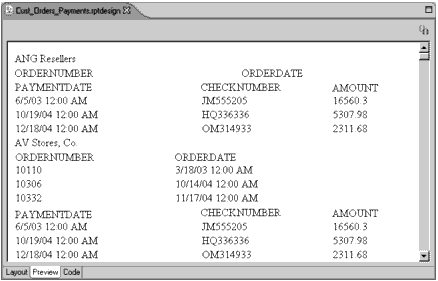 Cust_Orders_Payments.rptdesign
ANG Resellers
ORDERNUMBER ORDERDATE
PAYMENTDATE CHECKNUMBER AMOUNT
6/5/03 12:00 AM JM555205 16560.3
10/19/04 12:00 AM HQ336336 5307.98
12/18/04 12:00 AM OM314933 2311.68
AV Stores, Co.
ORDERNUMBER ORDERDATE
10110 3/18/03 12:00 AM
10306 10/14/04 12:00 AM
10332 11/17/04 12:00 AM
PAYMENTDATE CHECKNUMBER AMOUNT
6/5/03 12:00 AM JM555205 16560.3
10/19/04 12:00 AM HQ336336 5307.98
12/18/04 12:00 AM OM314933 2311.68
Layout Preview Code